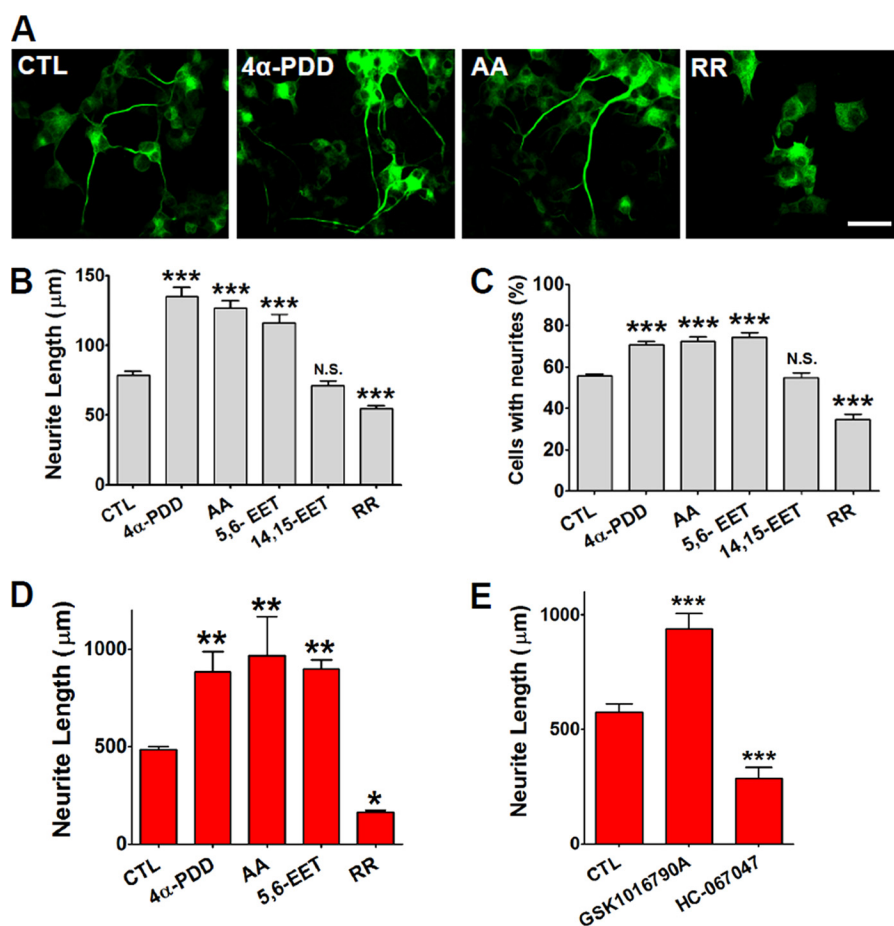 A
CTL
4α-PDD
AA
RR
B
Neurite Length (μm)
150
100
50
0
***
***
***
N.S.
***
CTL
4α-PDD
AA
5,6- EET
14,15-EET
RR
C
Cells with neurites (%)
100
80
60
40
20
0
***
***
***
N.S.
***
CTL
4α-PDD
AA
5,6- EET
14,15-EET
RR
D
Neurite Length (μm)
1000
500
0
**
**
**
*
CTL
4α-PDD
AA
5,6-EET
RR
E
Neurite Length (μm)
1000
500
0
***
***
CTL
GSK1016790A
HC-067047